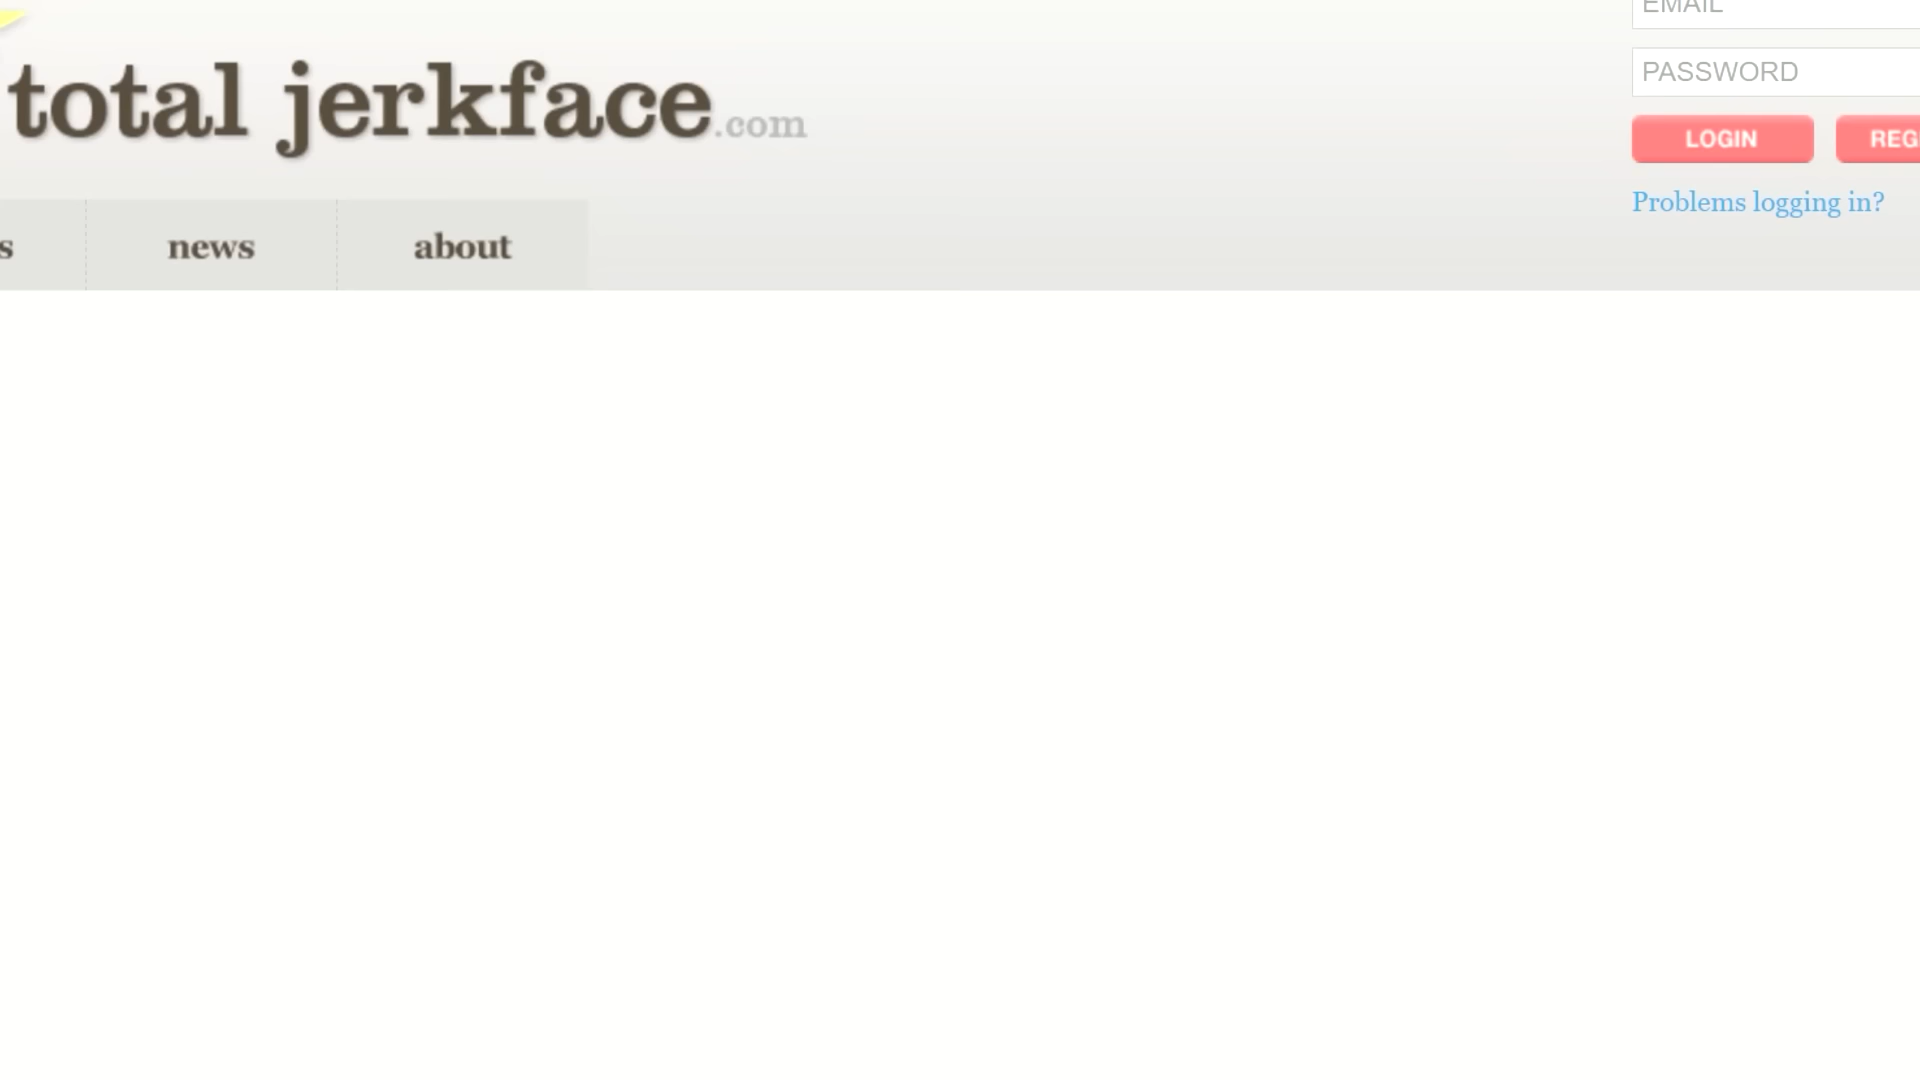 EMAIL
total jerkface.com
PASSWORD
LOGIN
Problems logging in?
news
about